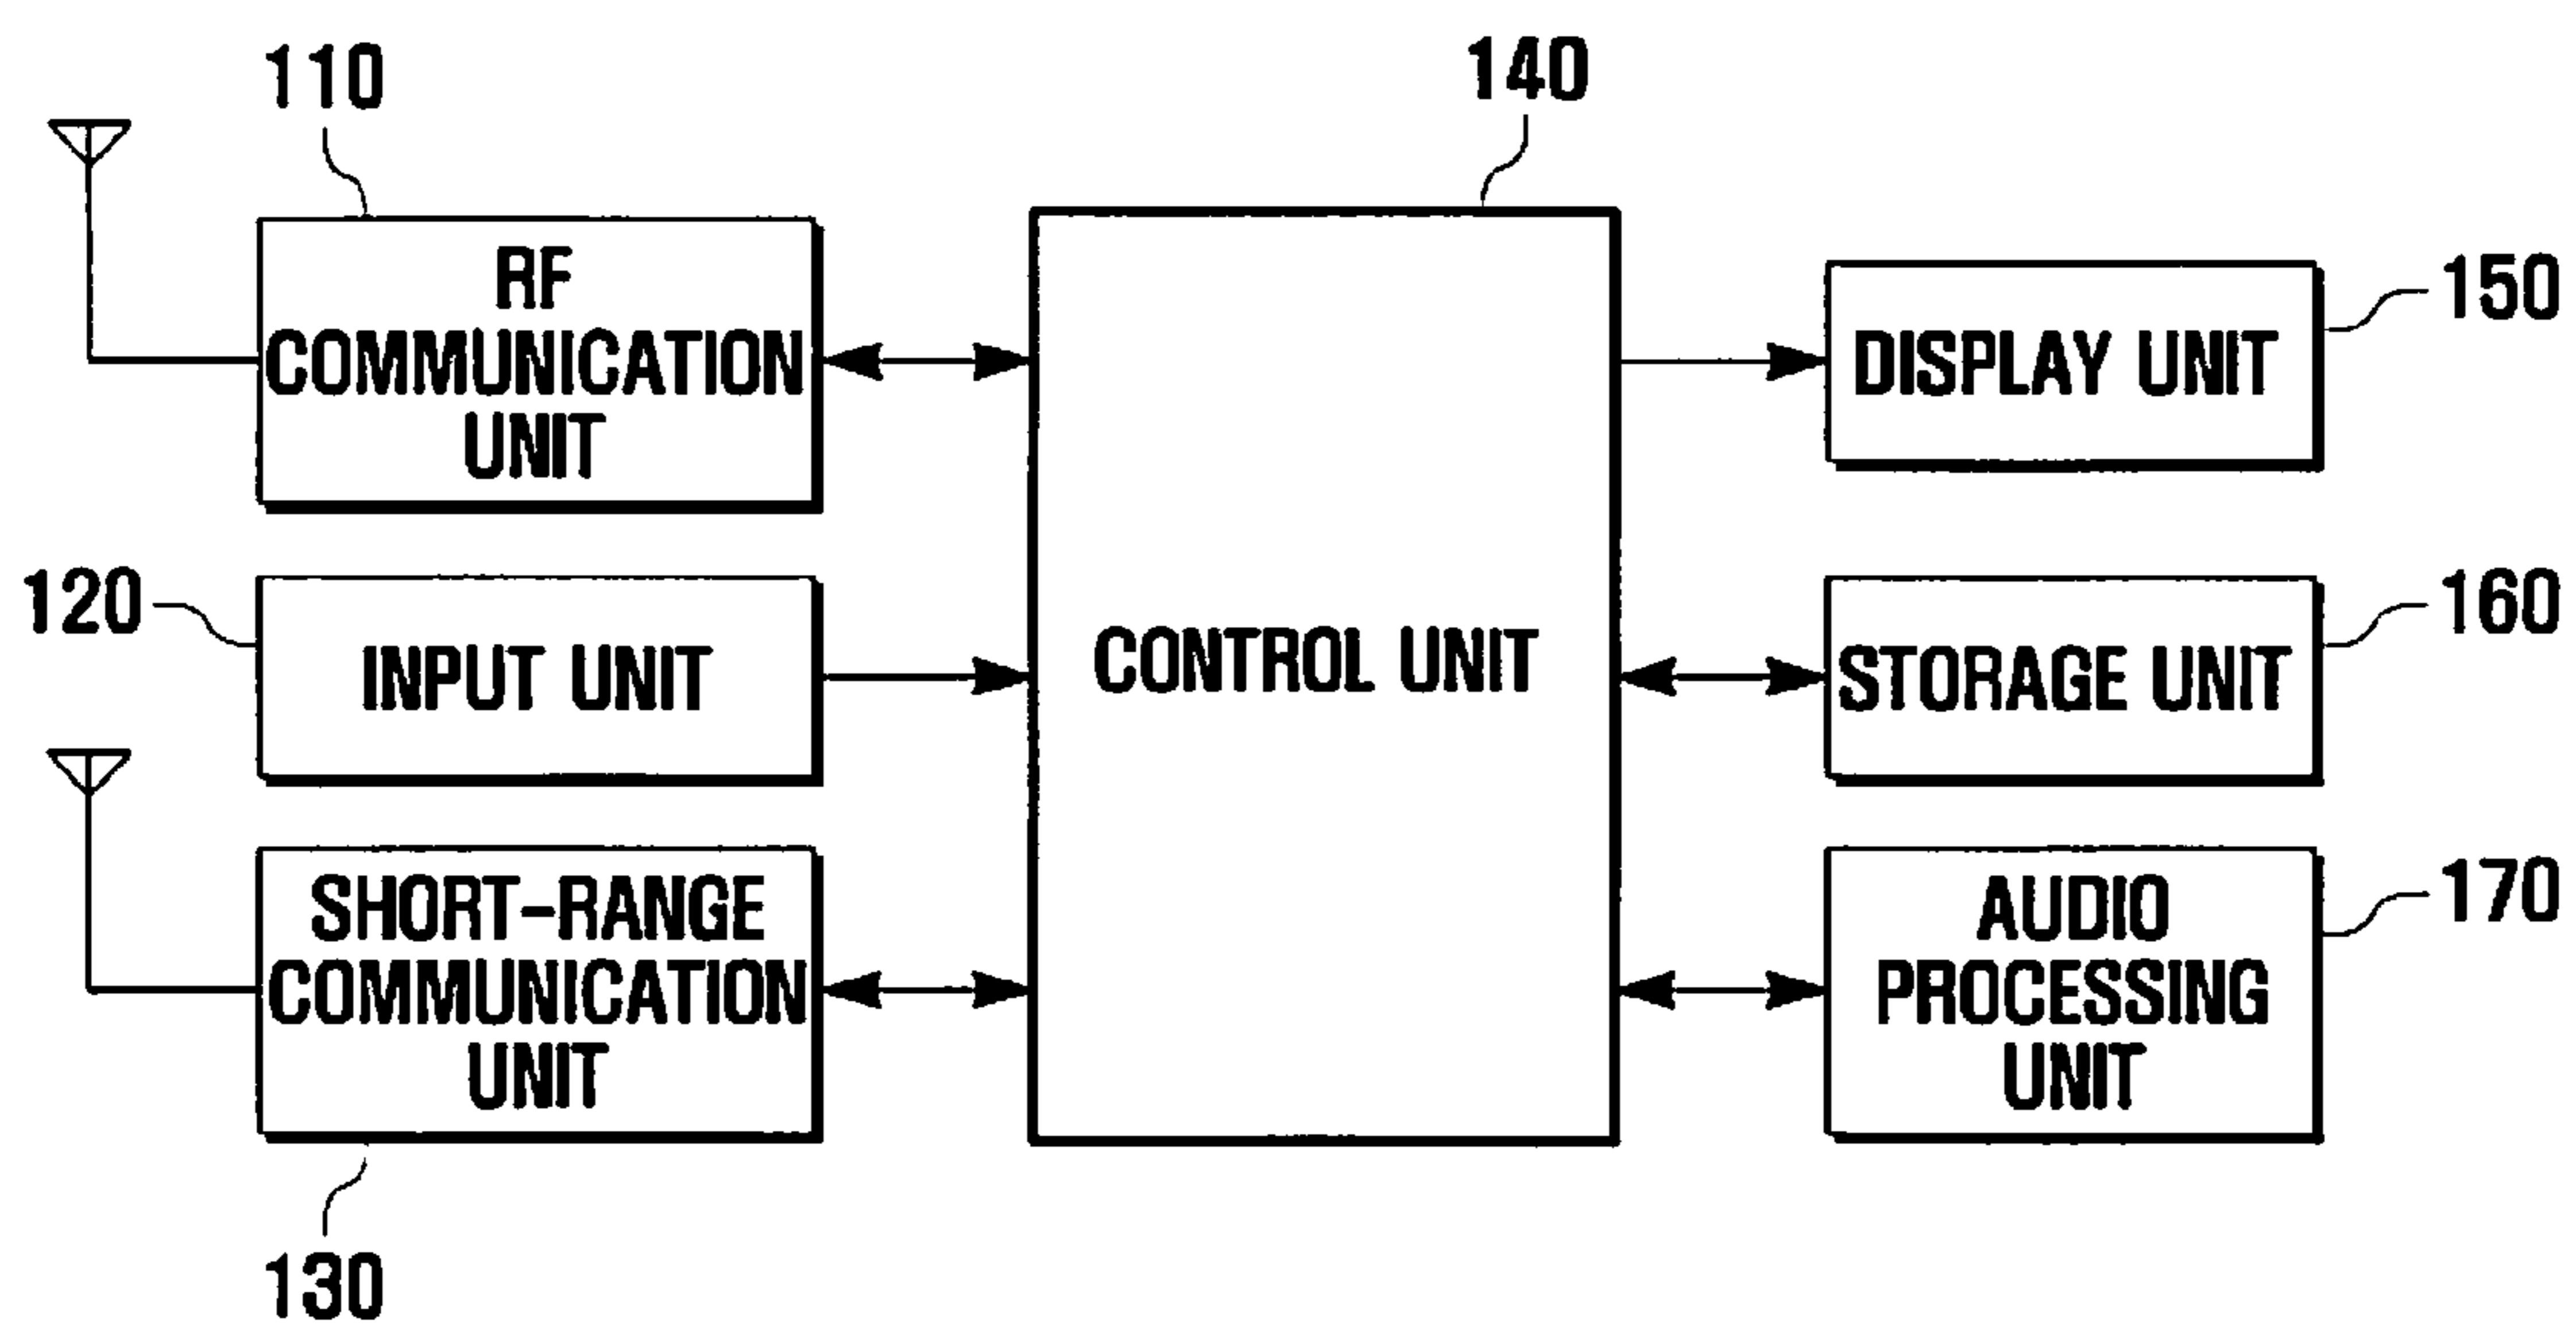 110
140
RF
COMMUNICATION
UNIT
DISPLAY UNIT
150
120
INPUT UNIT
CONTROL UNIT
STORAGE UNIT
160
SHORT-RANGE
COMMUNICATION
UNIT
AUDIO
PROCESSING
UNIT
170
130